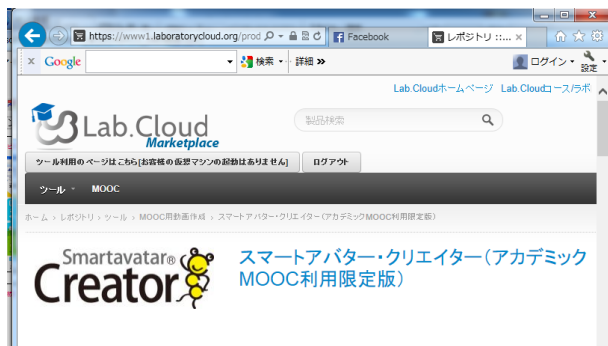 https://www1.laboratorycloud.org/prod
Facebook
レポジトリ ::...
× Google
検索
詳細 »
ログイン
設定
Lab.Cloudホームページ Lab.Cloudコース/ラボ
Lab.Cloud
Marketplace
製品検索
ツール利用のページはこちら[お客様の仮想マシンの起動はありません] ログアウト
ツール MOOC
ホーム > レポジトリ > ツール > MOOC用動画作成 > スマートアバター・クリエイター(アカデミックMOOC利用限定版)
Smartavatar®
Creator
スマートアバター・クリエイター(アカデミック
MOOC利用限定版)